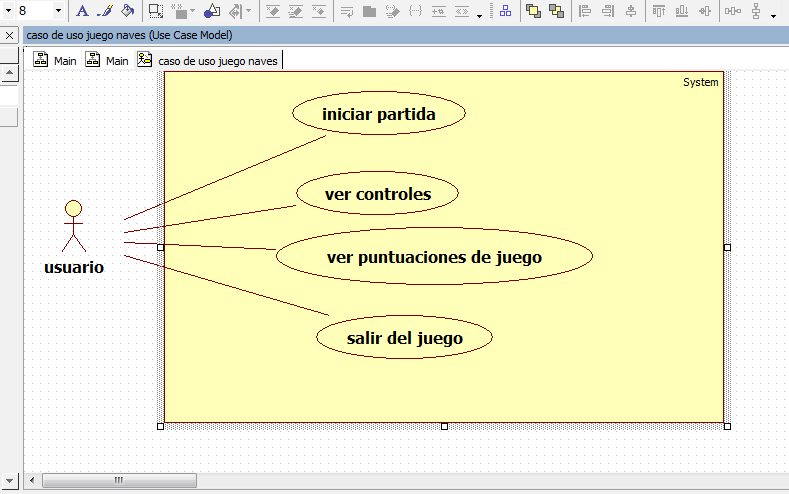 8
caso de uso juego naves (Use Case Model)
Main
Main
caso de uso juego naves
System
iniciar partida
ver controles
usuario
ver puntuaciones de juego
salir del juego